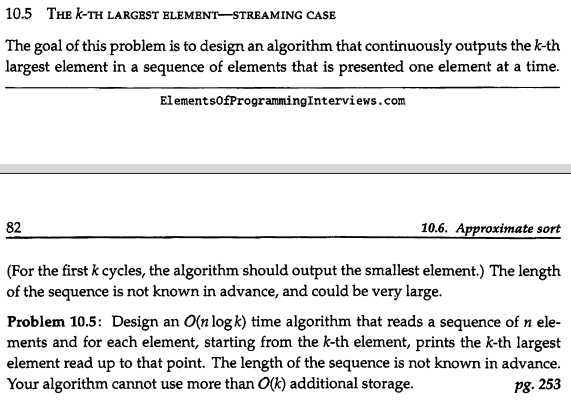 10.5 THE k-TH LARGEST ELEMENT—STREAMING CASE
The goal of this problem is to design an algorithm that continuously outputs the k-th
largest element in a sequence of elements that is presented one element at a time.
ElementsOfProgrammingInterviews.com
82 10.6. Approximate sort
(For the first k cycles, the algorithm should output the smallest element.) The length
of the sequence is not known in advance, and could be very large.
Problem 10.5: Design an O(n log k) time algorithm that reads a sequence of n ele-
ments and for each element, starting from the k-th element, prints the k-th largest
element read up to that point. The length of the sequence is not known in advance.
Your algorithm cannot use more than O(k) additional storage. pg. 253